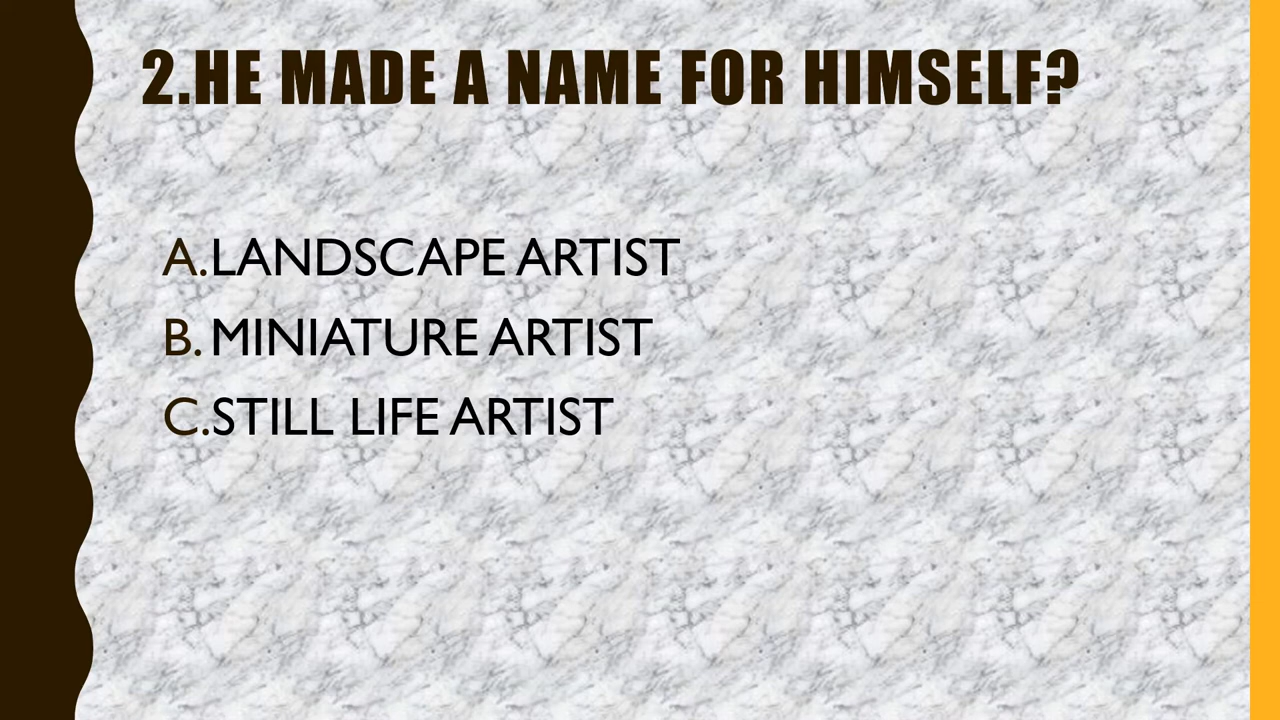 2.HE MADE A NAME FOR HIMSELF?
A.LANDSCAPE ARTIST
B. MINIATURE ARTIST
C.STILL LIFE ARTIST